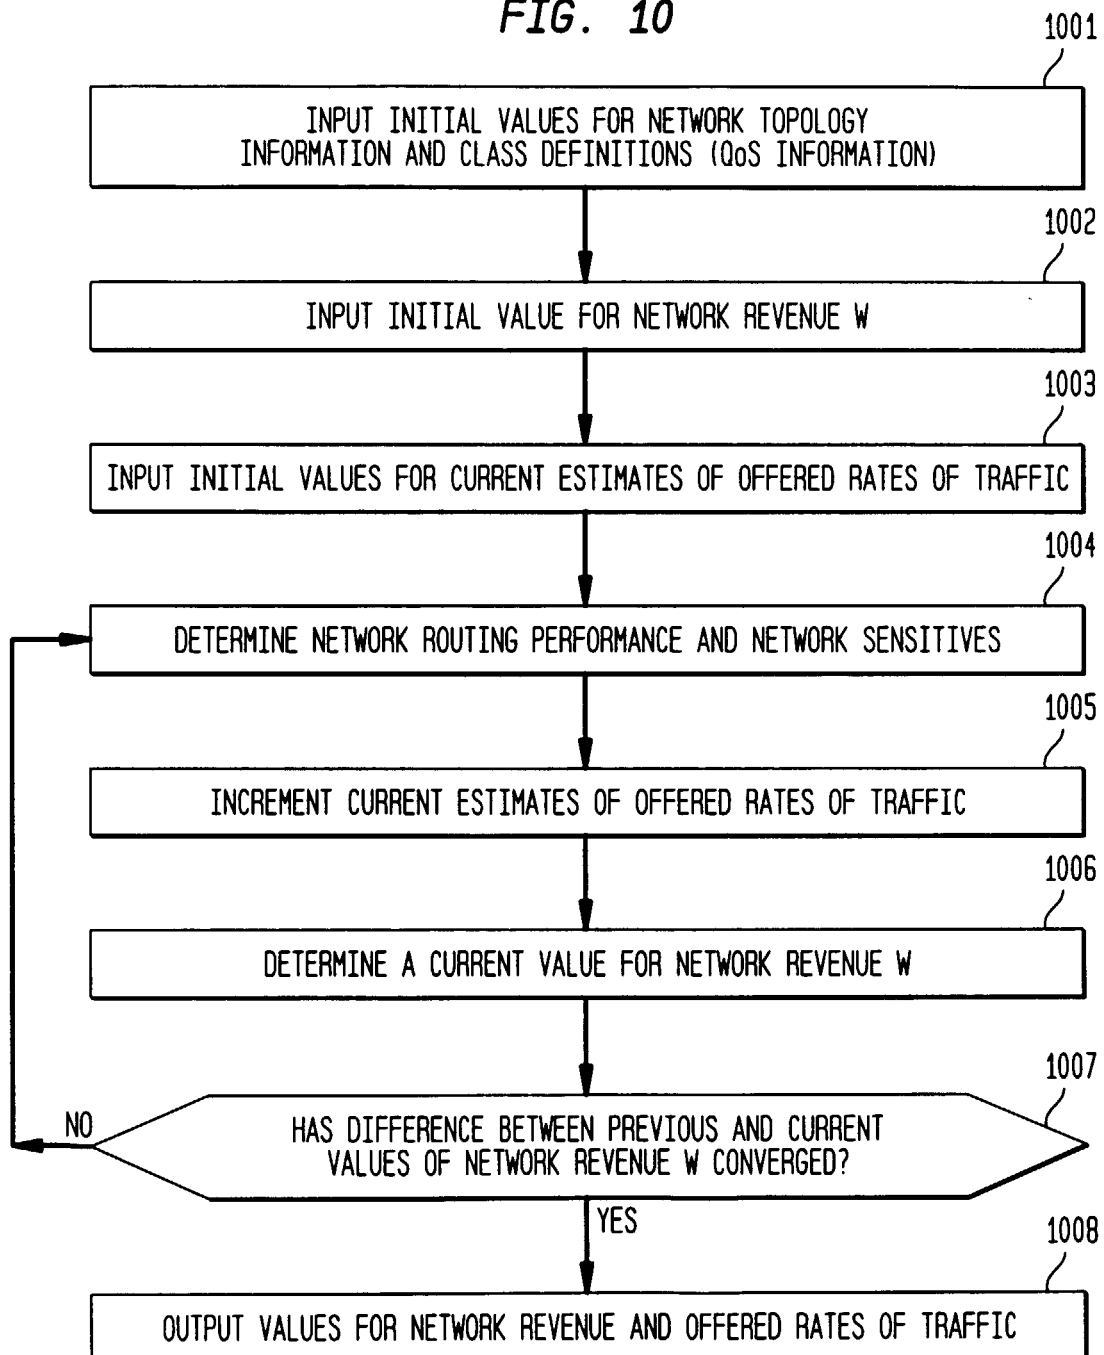 FIG. 10
1001
INPUT INITIAL VALUES FOR NETWORK TOPOLOGY
INFORMATION AND CLASS DEFINITIONS (QoS INFORMATION)
1002
INPUT INITIAL VALUE FOR NETWORK REVENUE W
1003
INPUT INITIAL VALUES FOR CURRENT ESTIMATES OF OFFERED RATES OF TRAFFIC
1004
DETERMINE NETWORK ROUTING PERFORMANCE AND NETWORK SENSITIVES
1005
INCREMENT CURRENT ESTIMATES OF OFFERED RATES OF TRAFFIC
1006
DETERMINE A CURRENT VALUE FOR NETWORK REVENUE W
1007
NO
HAS DIFFERENCE BETWEEN PREVIOUS AND CURRENT
VALUES OF NETWORK REVENUE W CONVERGED?
YES
1008
OUTPUT VALUES FOR NETWORK REVENUE AND OFFERED RATES OF TRAFFIC